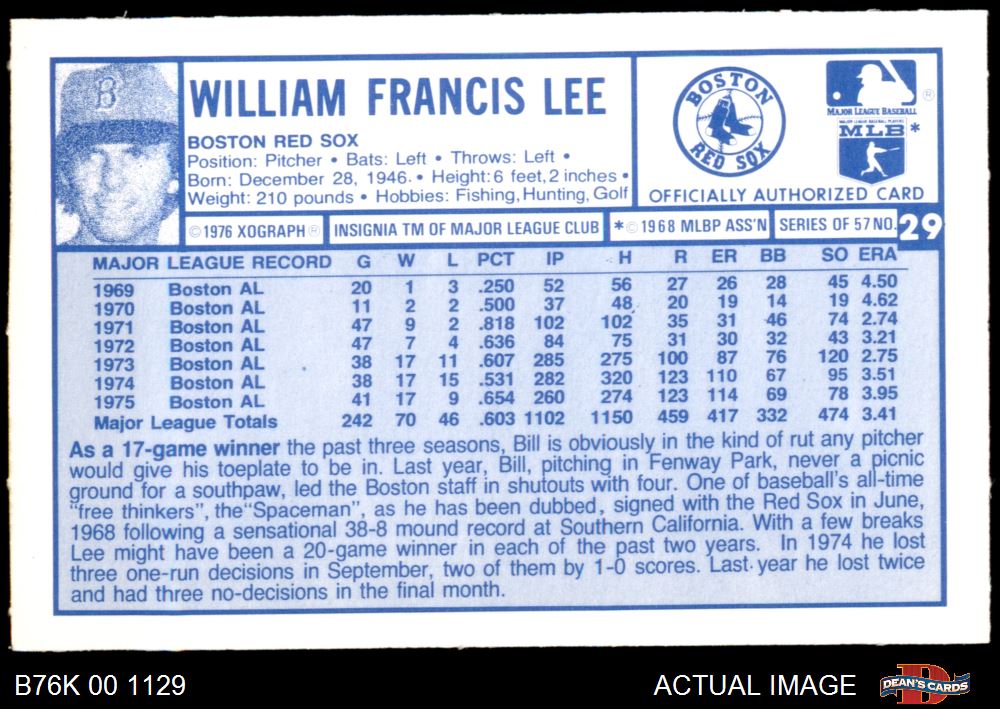 B
WILLIAM FRANCIS LEE
BOSTON RED SOX
Position: Pitcher • Bats: Left • Throws: Left •
Born: December 28, 1946. • Height: 6 feet, 2 inches •
Weight: 210 pounds • Hobbies: Fishing, Hunting, Golf
BOSTON
RED SOX
®
MAJOR LEAGUE BASEBALL
MAJOR LEAGUE BASEBALL PLAYERS
MLB *
OFFICIALLY AUTHORIZED CARD
© 1976 XOGRAPH ® INSIGNIA TM OF MAJOR LEAGUE CLUB *© 1968 MLBP ASS'N SERIES OF 57 NO. 29
MAJOR LEAGUE RECORD G W L PCT IP H R ER BB SO ERA
1969 Boston AL 20 1 3 .250 52 56 27 26 28 45 4.50
1970 Boston AL 11 2 2 .500 37 48 20 19 14 19 4.62
1971 Boston AL 47 9 2 .818 102 102 35 31 46 74 2.74
1972 Boston AL 47 7 4 .636 84 75 31 30 32 43 3.21
1973 Boston AL 38 17 11 .607 285 275 100 87 76 120 2.75
1974 Boston AL 38 17 15 .531 282 320 123 110 67 95 3.51
1975 Boston AL 41 17 9 .654 260 274 123 114 69 78 3.95
Major League Totals 242 70 46 .603 1102 1150 459 417 332 474 3.41
As a 17-game winner the past three seasons, Bill is obviously in the kind of rut any pitcher
would give his toeplate to be in. Last year, Bill, pitching in Fenway Park, never a picnic
ground for a southpaw, led the Boston staff in shutouts with four. One of baseball's all-time
"free thinkers", the "Spaceman", as he has been dubbed, signed with the Red Sox in June,
1968 following a sensational 38-8 mound record at Southern California. With a few breaks
Lee might have been a 20-game winner in each of the past two years. In 1974 he lost
three one-run decisions in September, two of them by 1-0 scores. Last year he lost twice
and had three no-decisions in the final month.
B76K 00 1129
ACTUAL IMAGE
D
DEAN'S CARDS